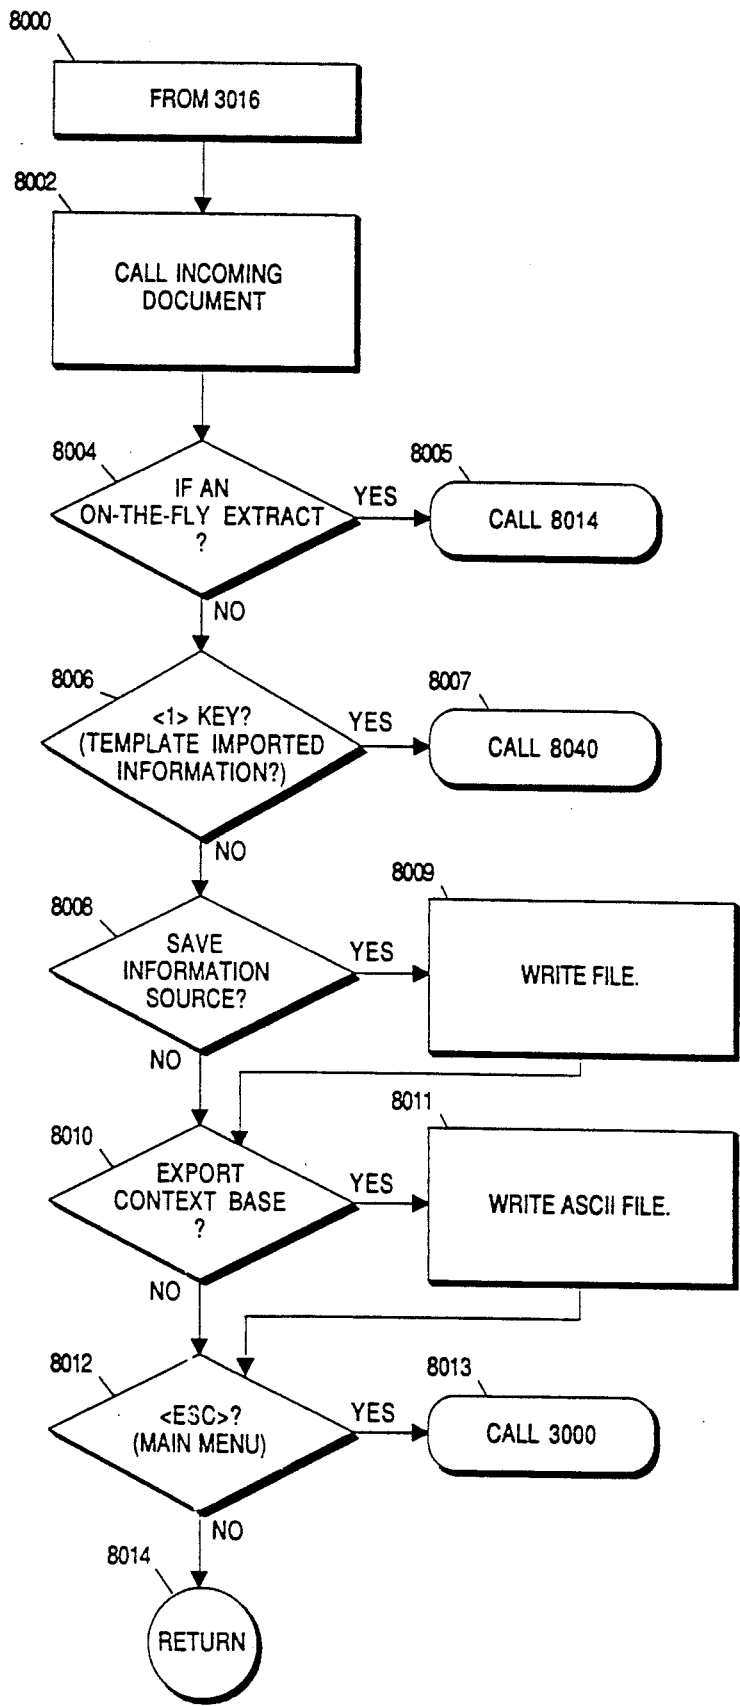 8000
FROM 3016
8002
CALL INCOMING
DOCUMENT
8004
IF AN
ON-THE-FLY EXTRACT
?
YES
8005
CALL 8014
NO
8006
<1> KEY?
(TEMPLATE IMPORTED
INFORMATION?)
YES
8007
CALL 8040
NO
8008
SAVE
INFORMATION
SOURCE?
YES
8009
WRITE FILE.
NO
8010
EXPORT
CONTEXT BASE
?
YES
8011
WRITE ASCII FILE.
NO
8012
<ESC>?
(MAIN MENU)
YES
8013
CALL 3000
NO
8014
RETURN